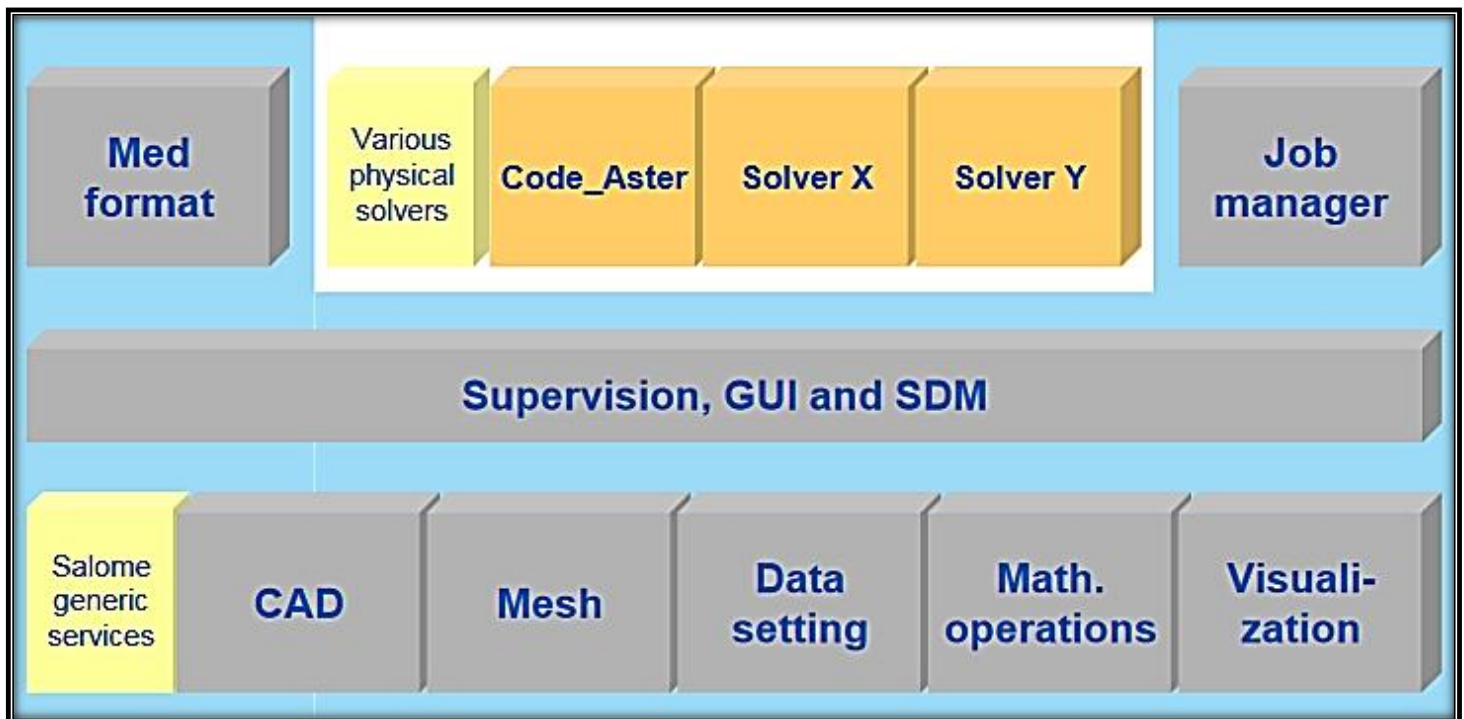 Med
format
Various
physical
solvers
Code_Aster
Solver X
Solver Y
Job
manager
Supervision, GUI and SDM
Salome
generic
services
CAD
Mesh
Data
setting
Math.
operations
Visuali-
zation